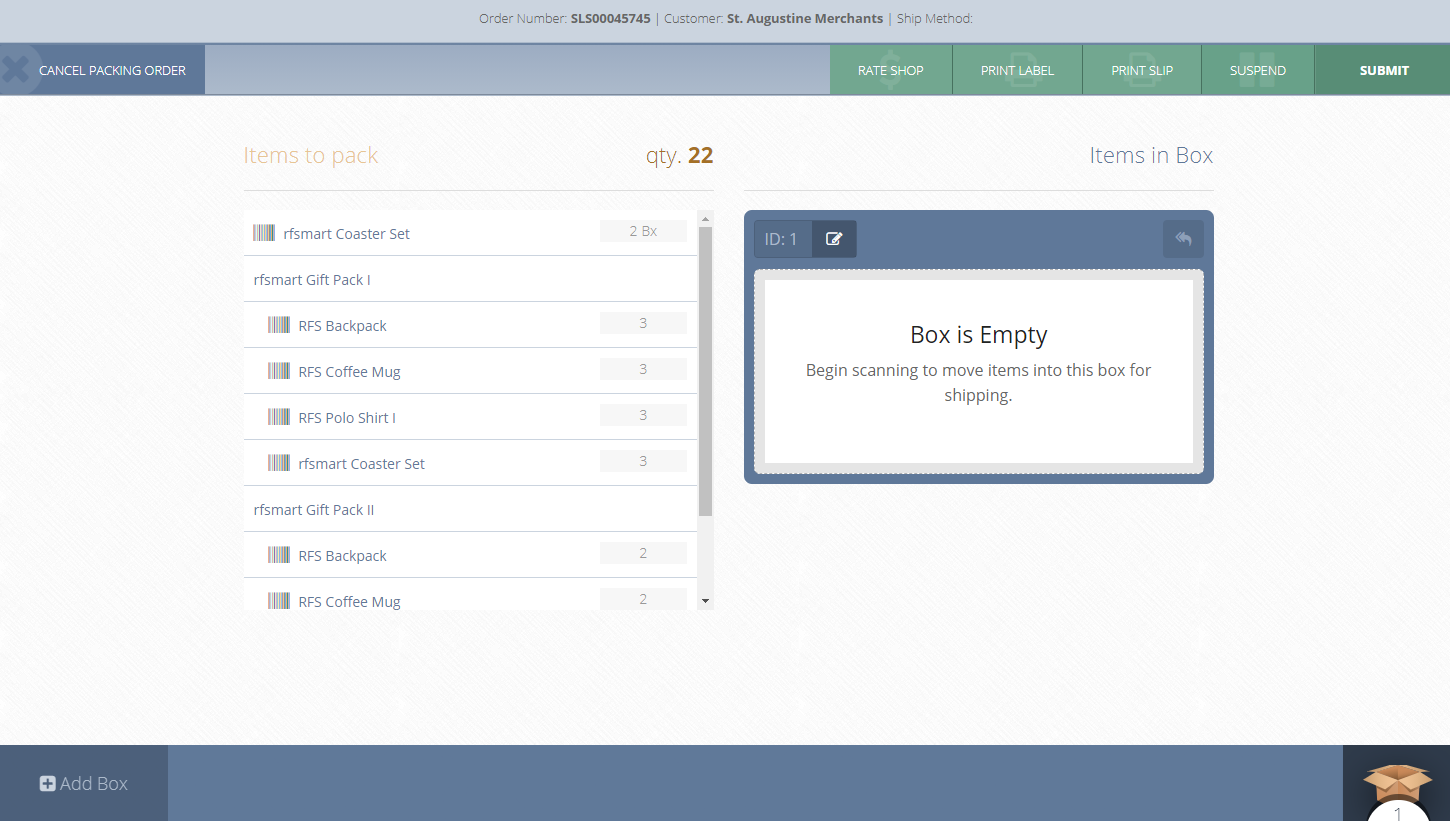 Order Number: SLS00045745 | Customer: St. Augustine Merchants | Ship Method:
CANCEL PACKING ORDER
RATE SHOP
PRINT LABEL
PRINT SLIP
SUSPEND
SUBMIT
Items to pack
qty. 22
rfsmart Coaster Set 2 Bx
rfsmart Gift Pack I
RFS Backpack 3
RFS Coffee Mug 3
RFS Polo Shirt I 3
rfsmart Coaster Set 3
rfsmart Gift Pack II
RFS Backpack 2
RFS Coffee Mug 2
Items in Box
ID: 1
Box is Empty
Begin scanning to move items into this box for
shipping.
Add Box
1